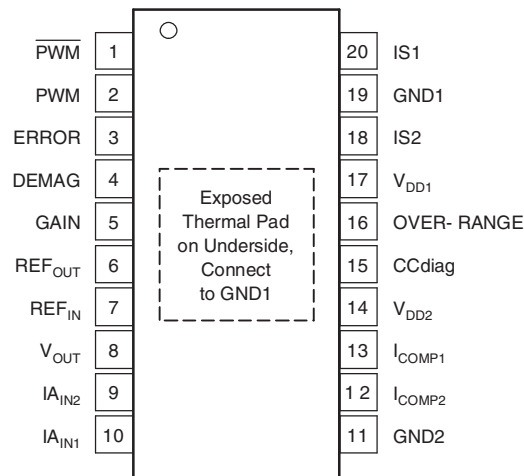 PWM 1
PWM 2
ERROR 3
DEMAG 4
GAIN 5
REFOUT 6
REFIN 7
VOUT 8
IAIN2 9
IAIN1 10
Exposed
Thermal Pad
on Underside,
Connect
to GND1
20 IS1
19 GND1
18 IS2
17 VDD1
16 OVER- RANGE
15 CCdiag
14 VDD2
13 ICOMP1
1 2 ICOMP2
11 GND2